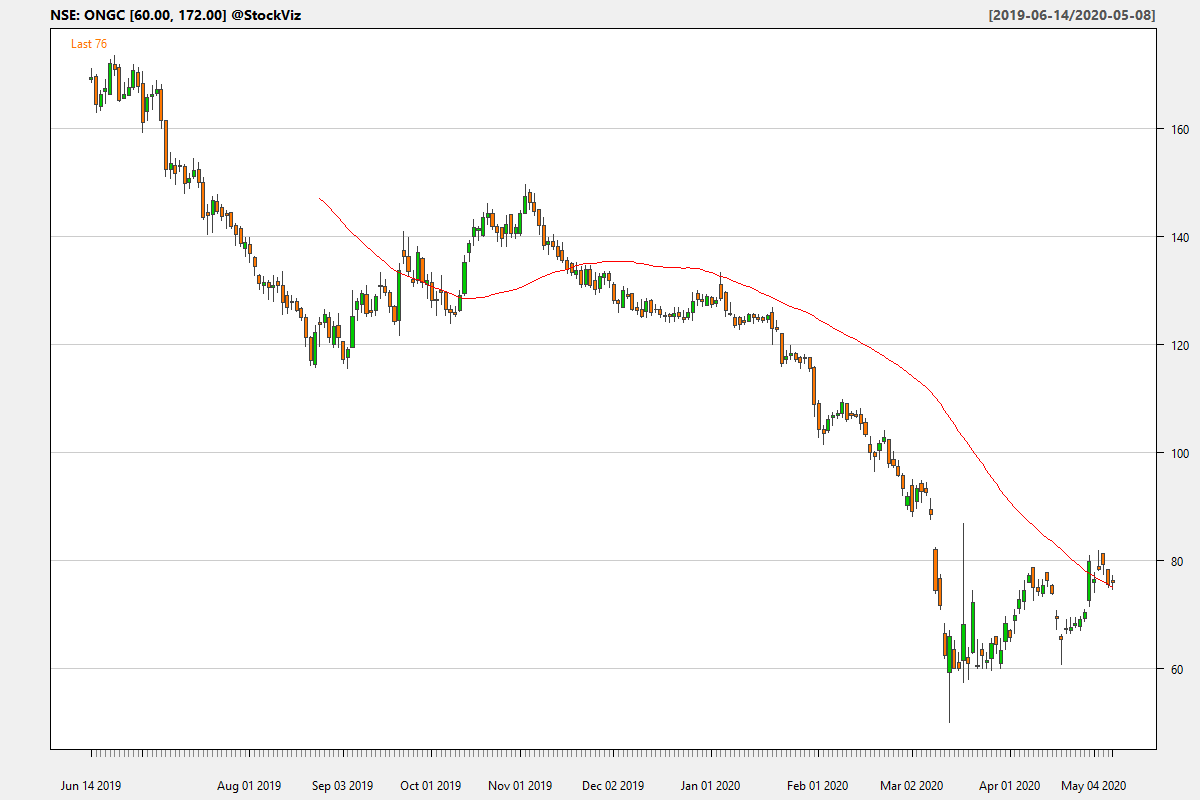 NSE: ONGC [60.00, 172.00] @StockViz
[2019-06-14/2020-05-08]
Last 76
160
140
120
100
80
60
Jun 14 2019 Aug 01 2019 Sep 03 2019 Oct 01 2019 Nov 01 2019 Dec 02 2019 Jan 01 2020 Feb 01 2020 Mar 02 2020 Apr 01 2020 May 04 2020